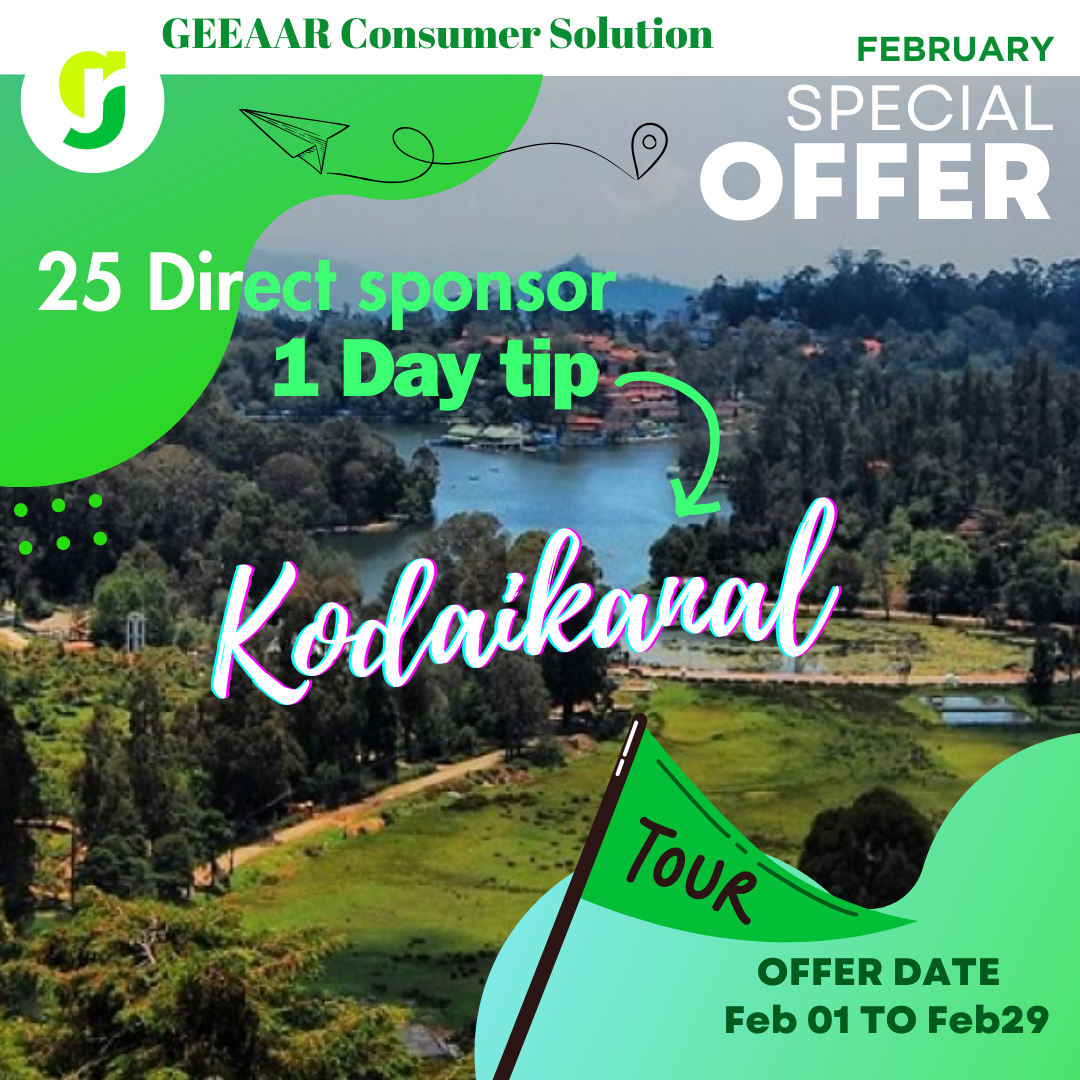 GEEAAR Consumer Solution
FEBRUARY
SPECIAL
OFFER
25 Direct sponsor
1 Day tip
Kodaikanal
TOUR
OFFER DATE
Feb 01 TO Feb29